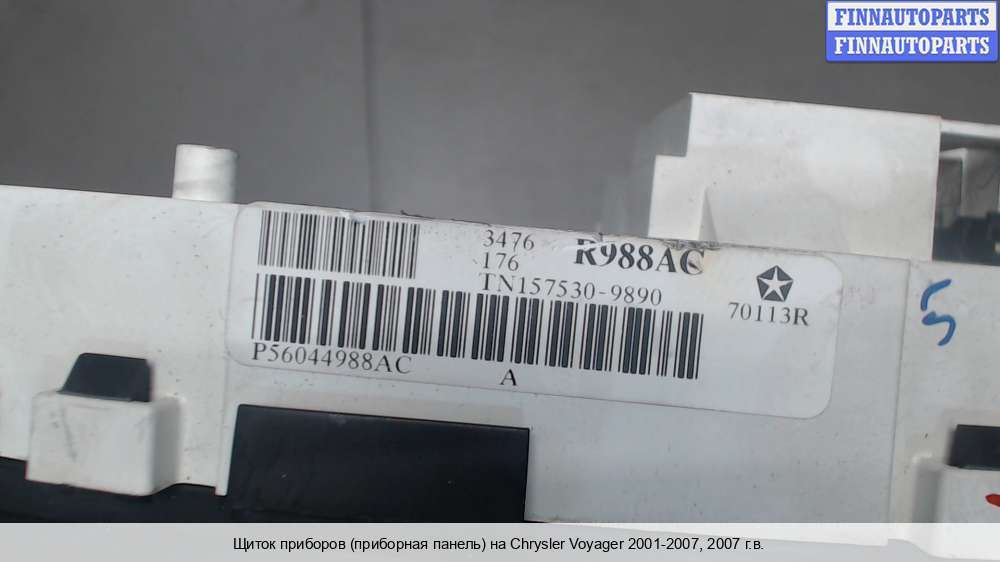 FINNAUTOPARTS
FINNAUTOPARTS
3476
R988AC
176
TN157530-9890
70113R
P56044988AC
A
5
Щиток приборов (приборная панель) на Chrysler Voyager 2001-2007, 2007 г.в.